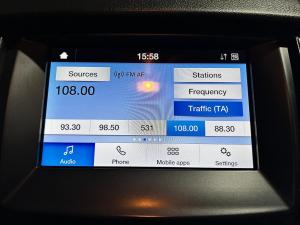 15:58
Sources
FM AF
Stations
108.00
Frequency
Traffic (TA)
93.30 98.50 531 108.00 88.30
Audio Phone Mobile apps Settings